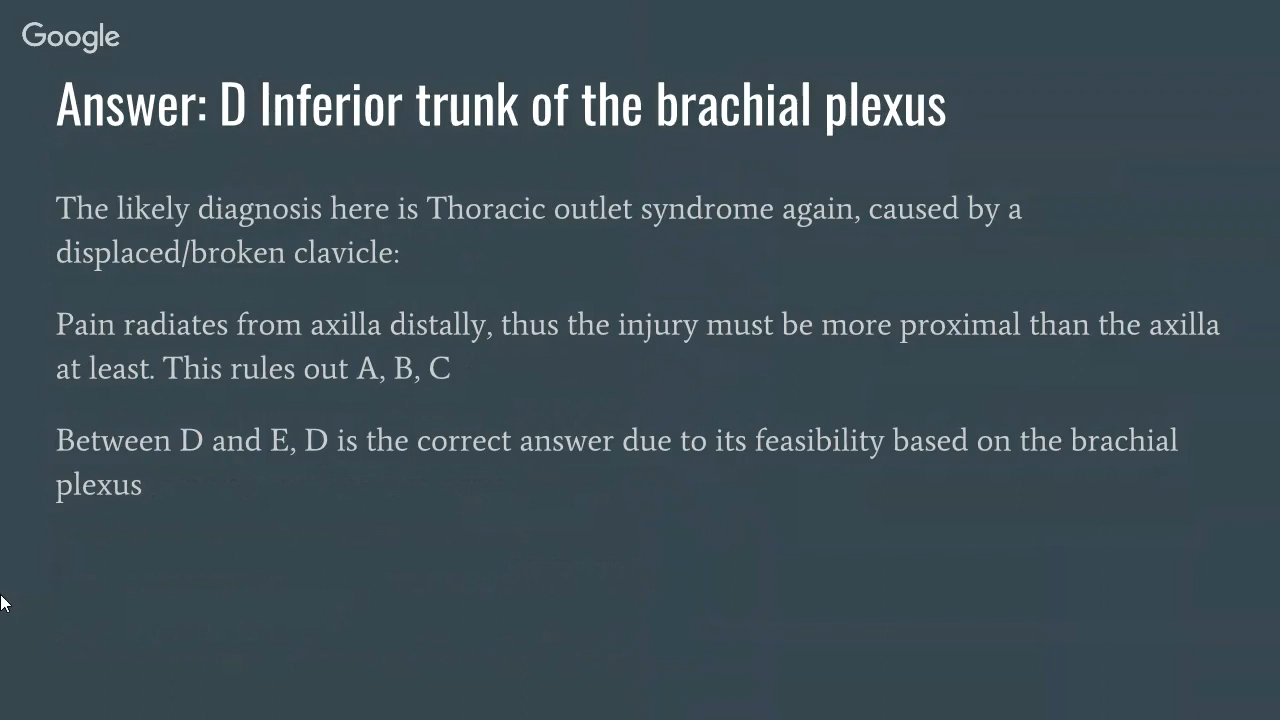 Google
Answer: D Inferior trunk of the brachial plexus
The likely diagnosis here is Thoracic outlet syndrome again, caused by a
displaced/broken clavicle:
Pain radiates from axilla distally, thus the injury must be more proximal than the axilla
at least. This rules out A, B, C
Between D and E, D is the correct answer due to its feasibility based on the brachial
plexus